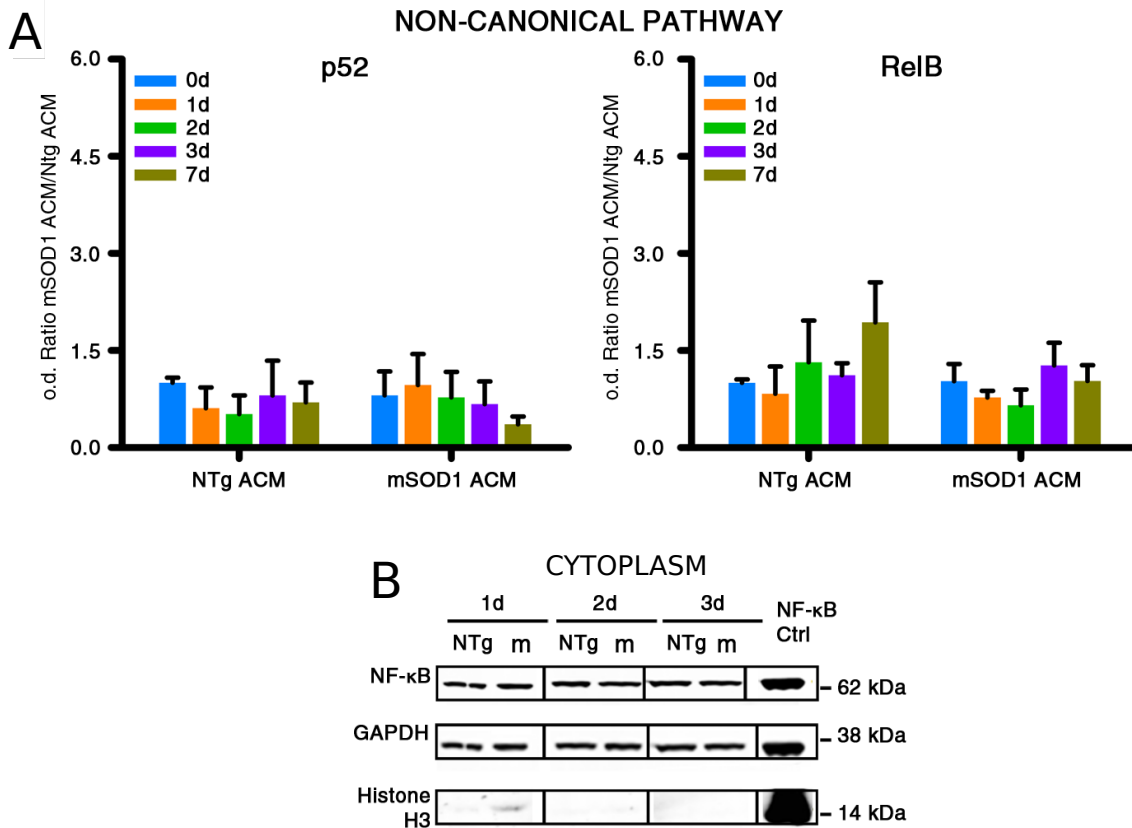 A
NON-CANONICAL PATHWAY
p52
o.d. Ratio mSOD1 ACM/Ntg ACM
6.0
4.5
3.0
1.5
0.0
0d
1d
2d
3d
7d
NTg ACM
mSOD1 ACM
RelB
o.d. Ratio mSOD1 ACM/Ntg ACM
6.0
4.5
3.0
1.5
0.0
0d
1d
2d
3d
7d
NTg ACM
mSOD1 ACM
B
CYTOPLASM
1d
2d
3d
NF-κB
Ctrl
NTg m
NTg m
NTg m
NF-κB
62 kDa
GAPDH
38 kDa
Histone
H3
14 kDa